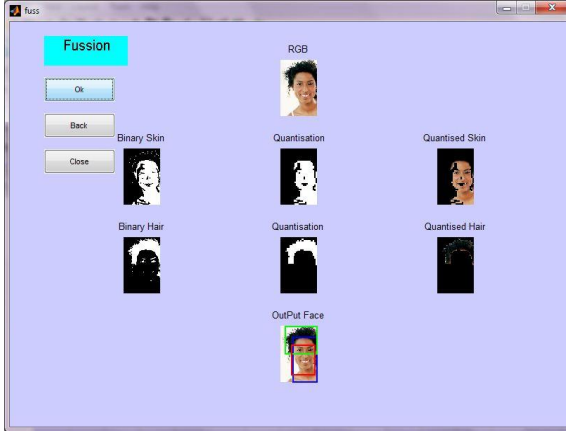 fuss
Fussion
RGB
Ok
Back
Binary Skin
Quantisation
Quantised Skin
Close
Binary Hair
Quantisation
Quantised Hair
OutPut Face